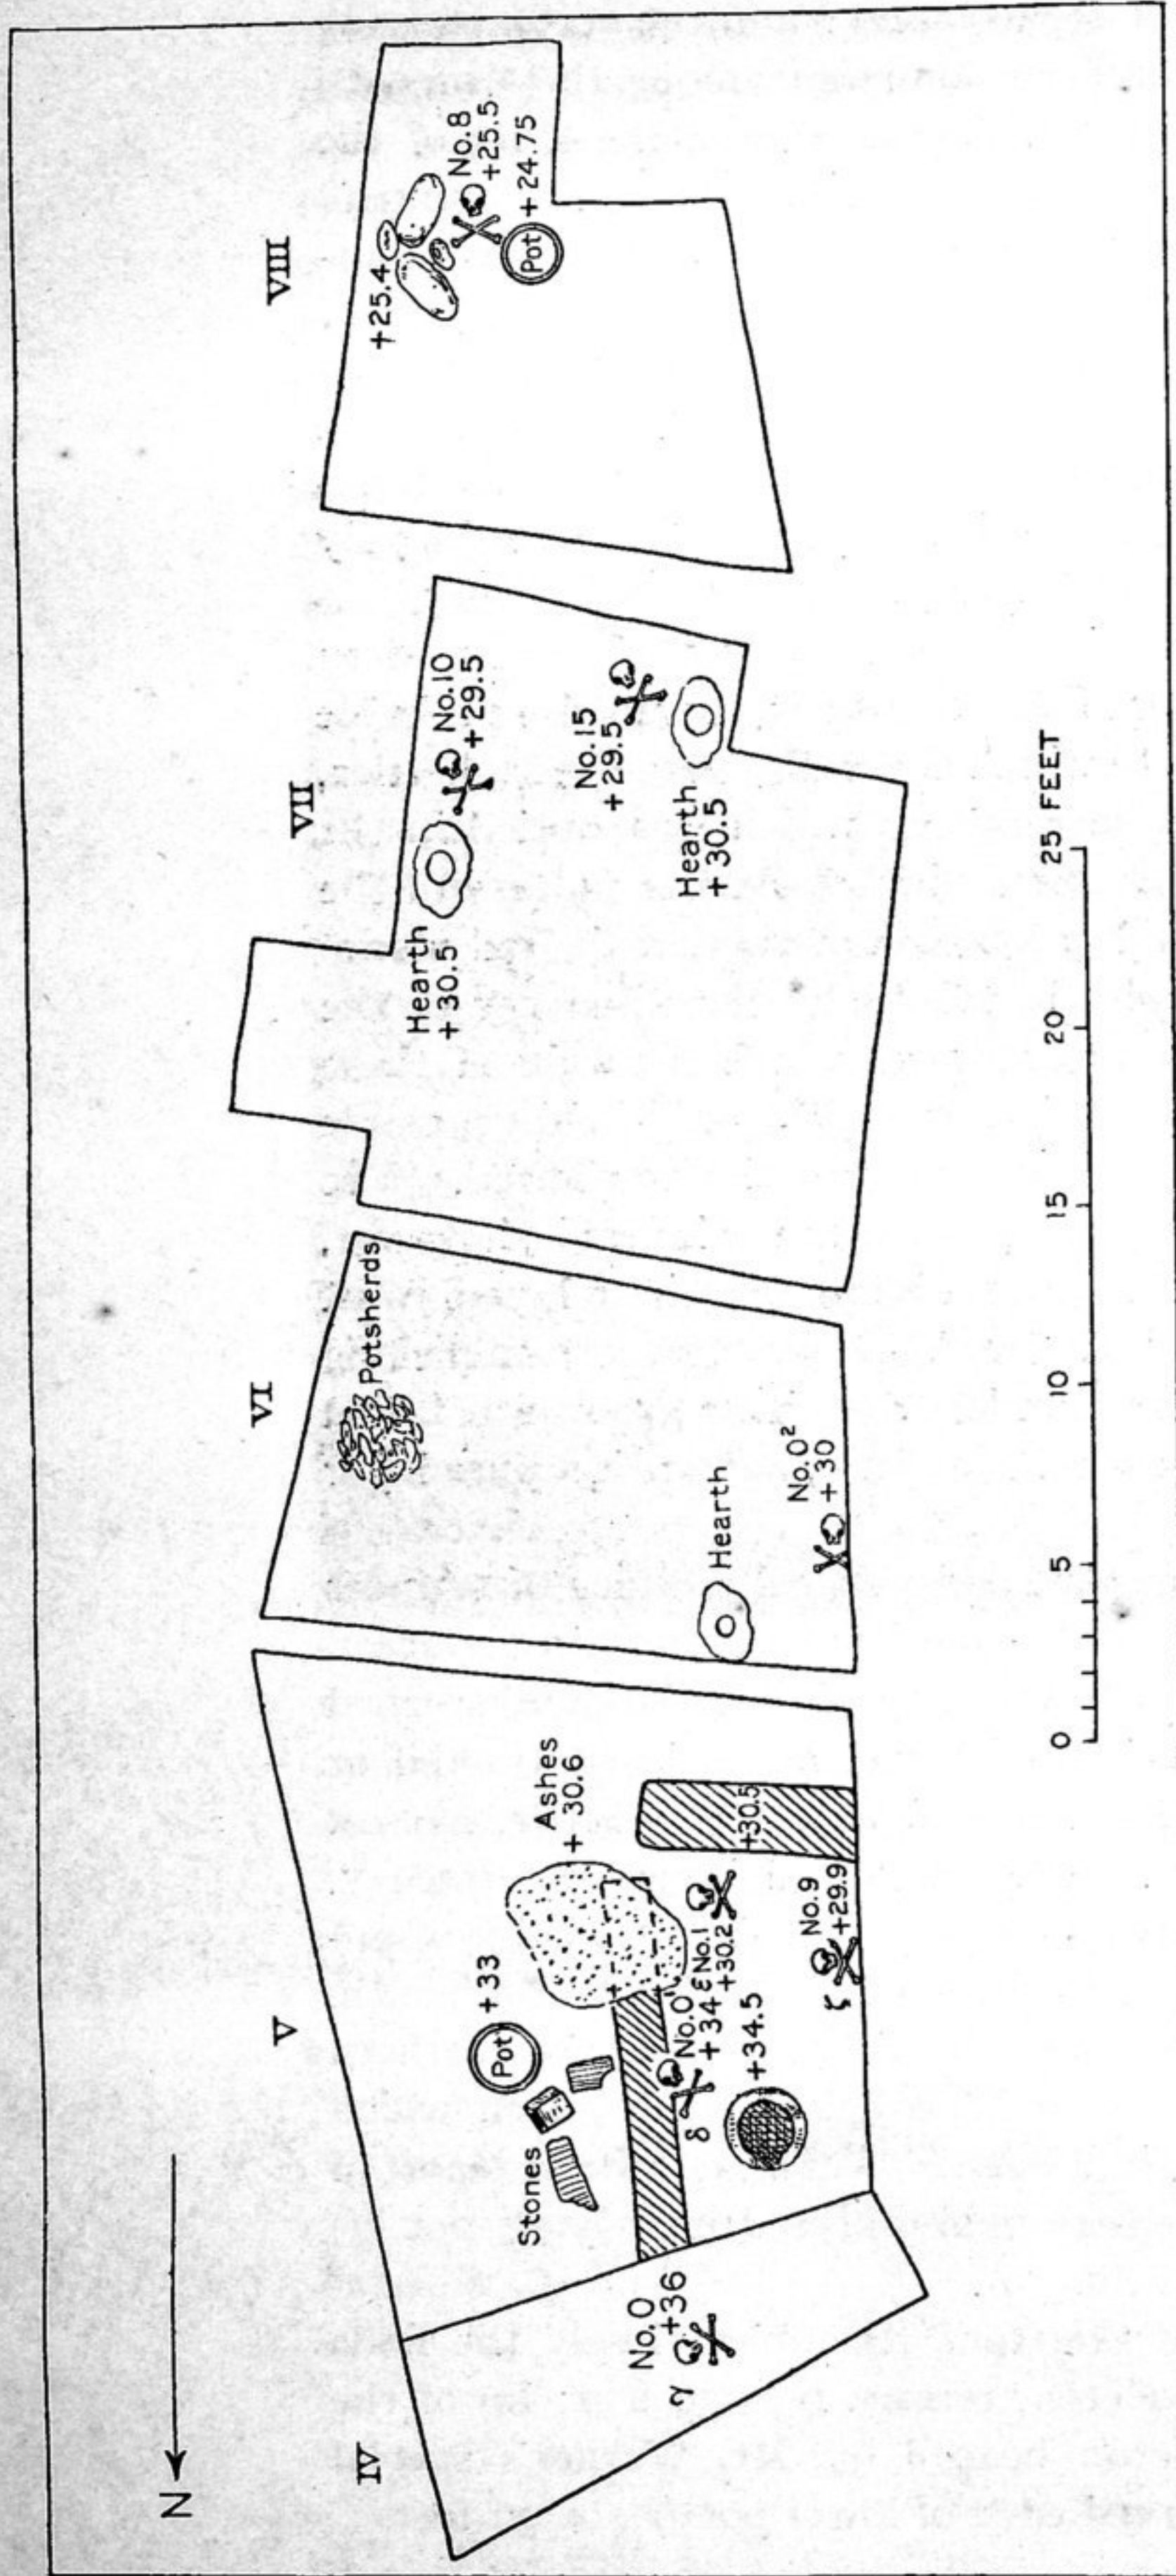 N
IV
V
VI
VII
VIII
γ
No. 0
+36
Stones
Pot
+33
δ
No. 0'
+34
+34.5
ε No. 1
+30.2
Ashes
+ 30.6
+30.5
ζ
No. 9
+29.9
Hearth
Potsherds
No. 0²
+ 30
Hearth
+ 30.5
No. 10
+ 29.5
No. 15
+ 29.5
Hearth
+ 30.5
+25.4
No. 8
+25.5
Pot
+ 24.75
0 5 10 15 20 25 FEET